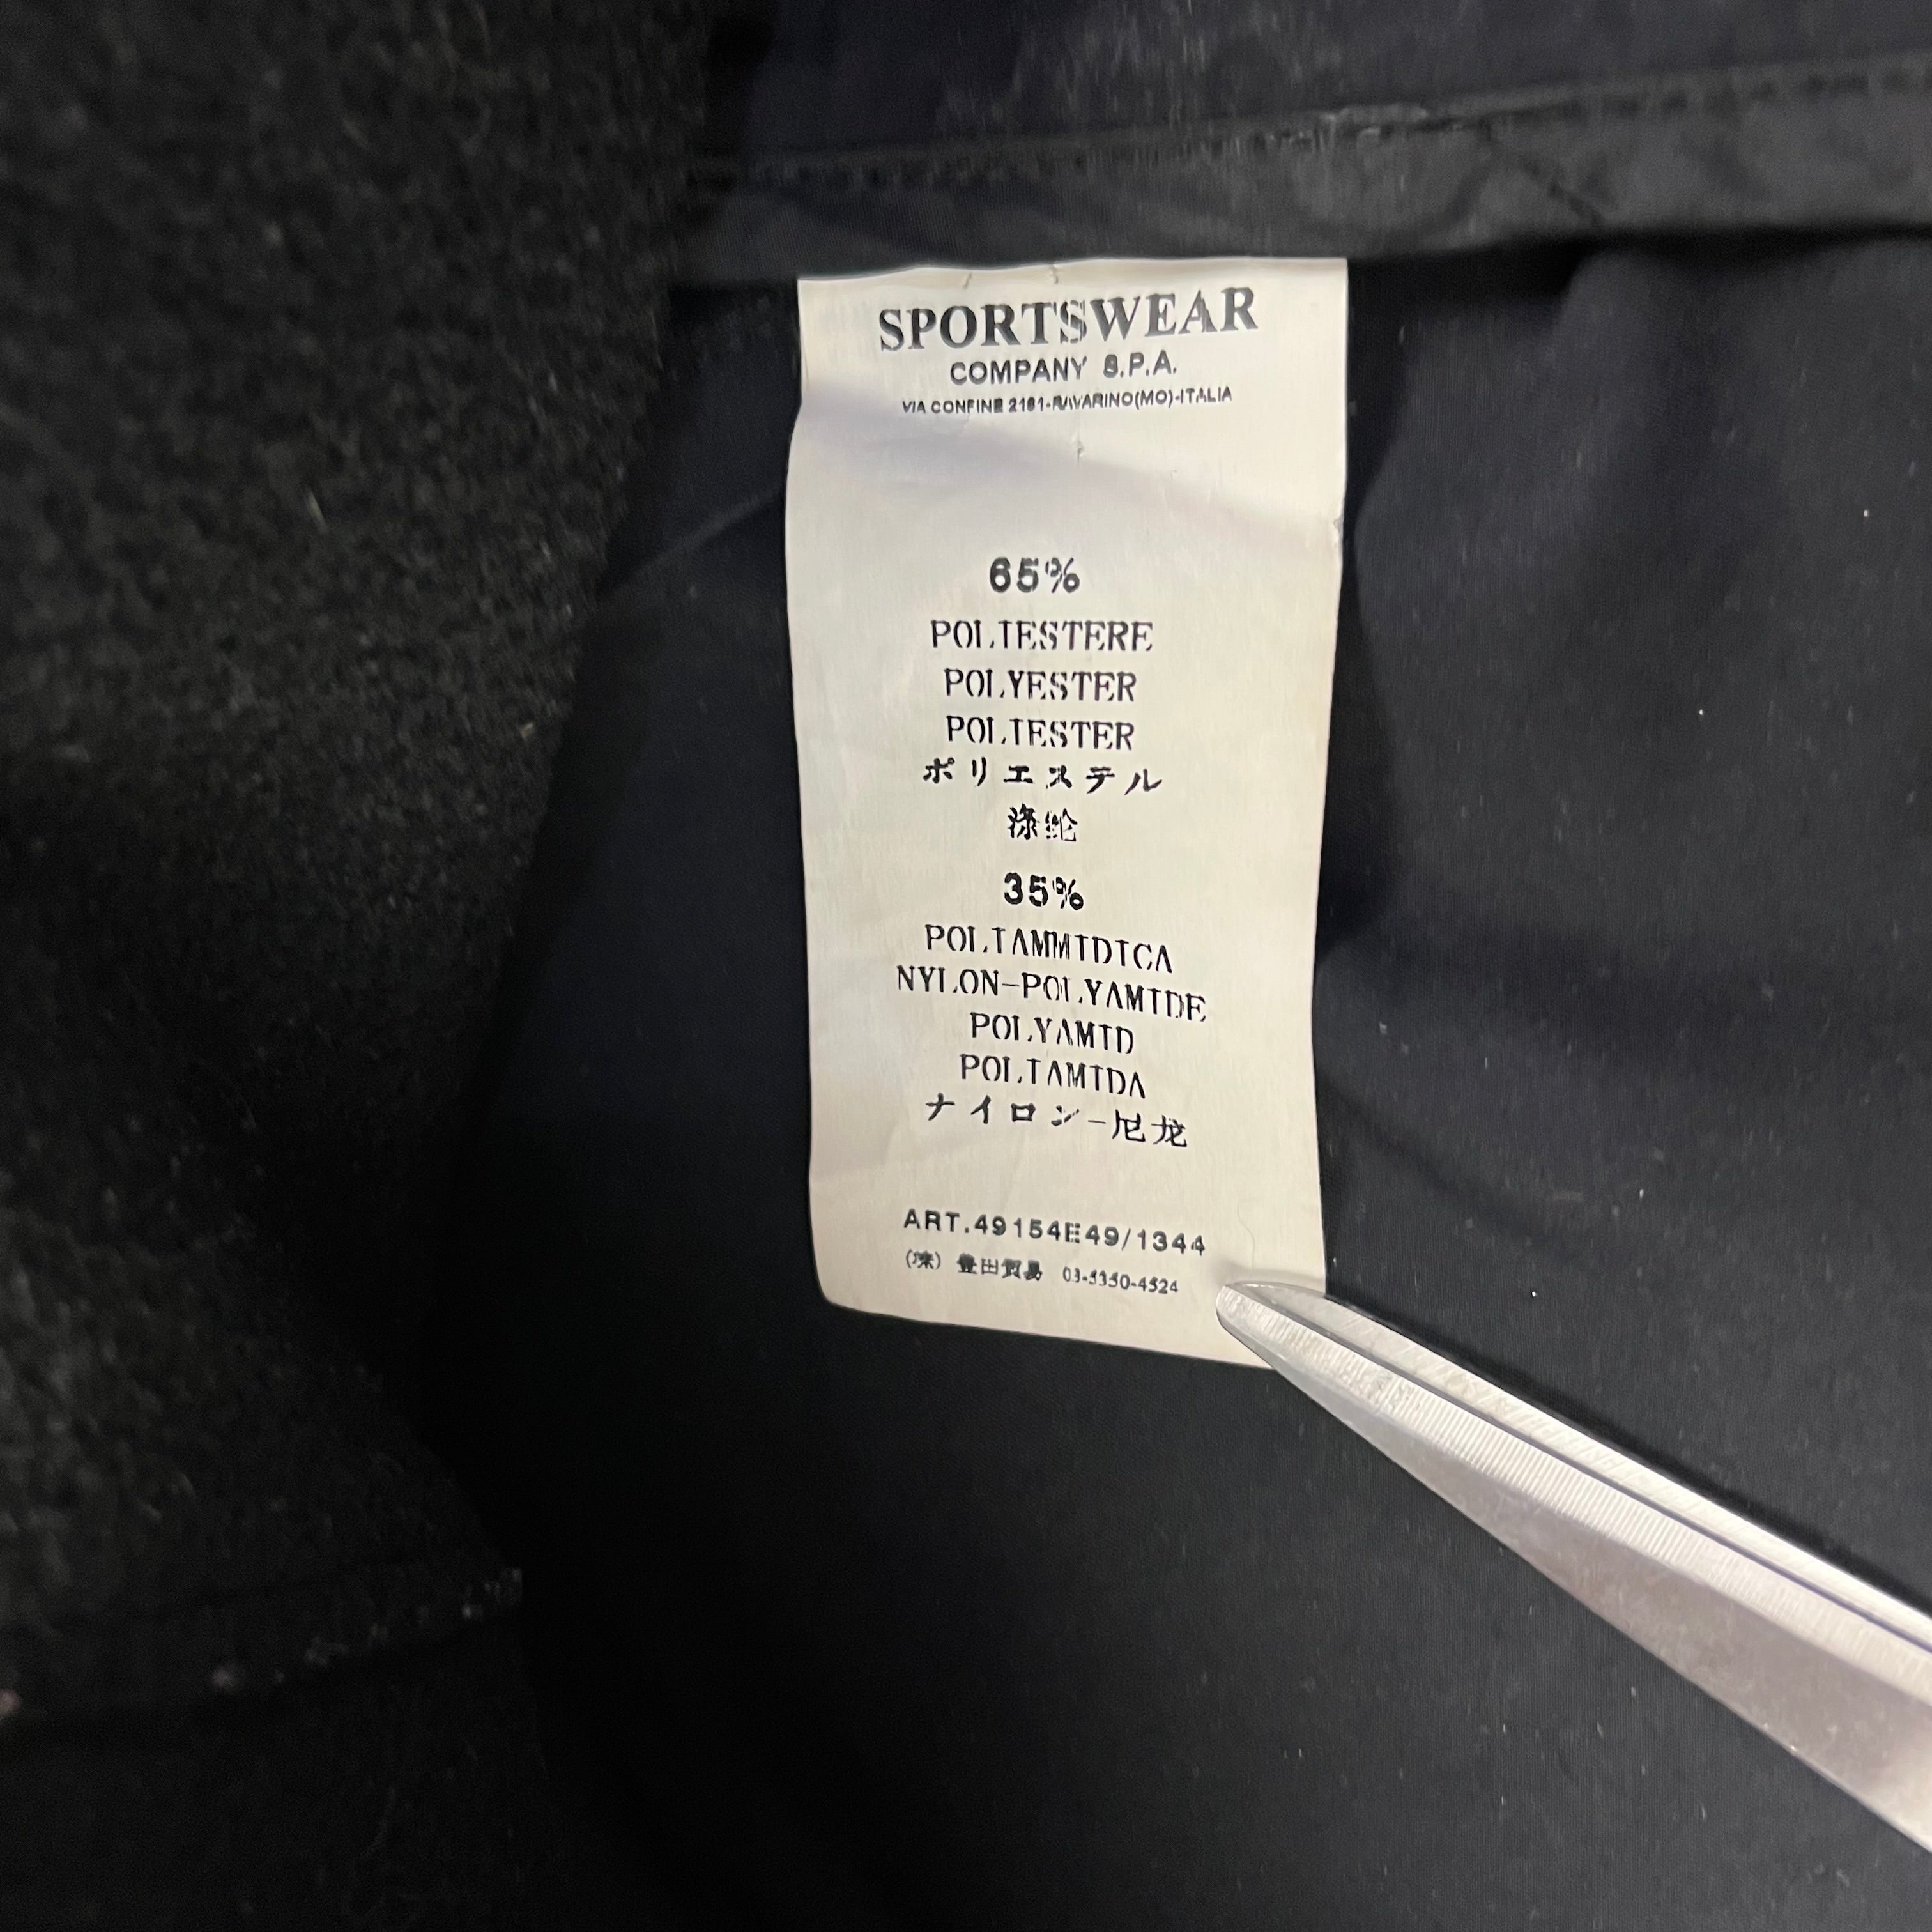 SPORTSWEAR
COMPANY S.P.A.
VIA CONFINE 2161-RAVARINO(MO)-ITALIA
65%
POLIESTERE
POLYESTER
POLIESTER
ポリエステル
涤纶
35%
POLIAMMIDICA
NYLON-POLYAMIDE
POLYAMID
POLIAMIDA
ナイロン-尼龙
ART.49154E49/1344
(株) 豊田貿易 03-5350-4524